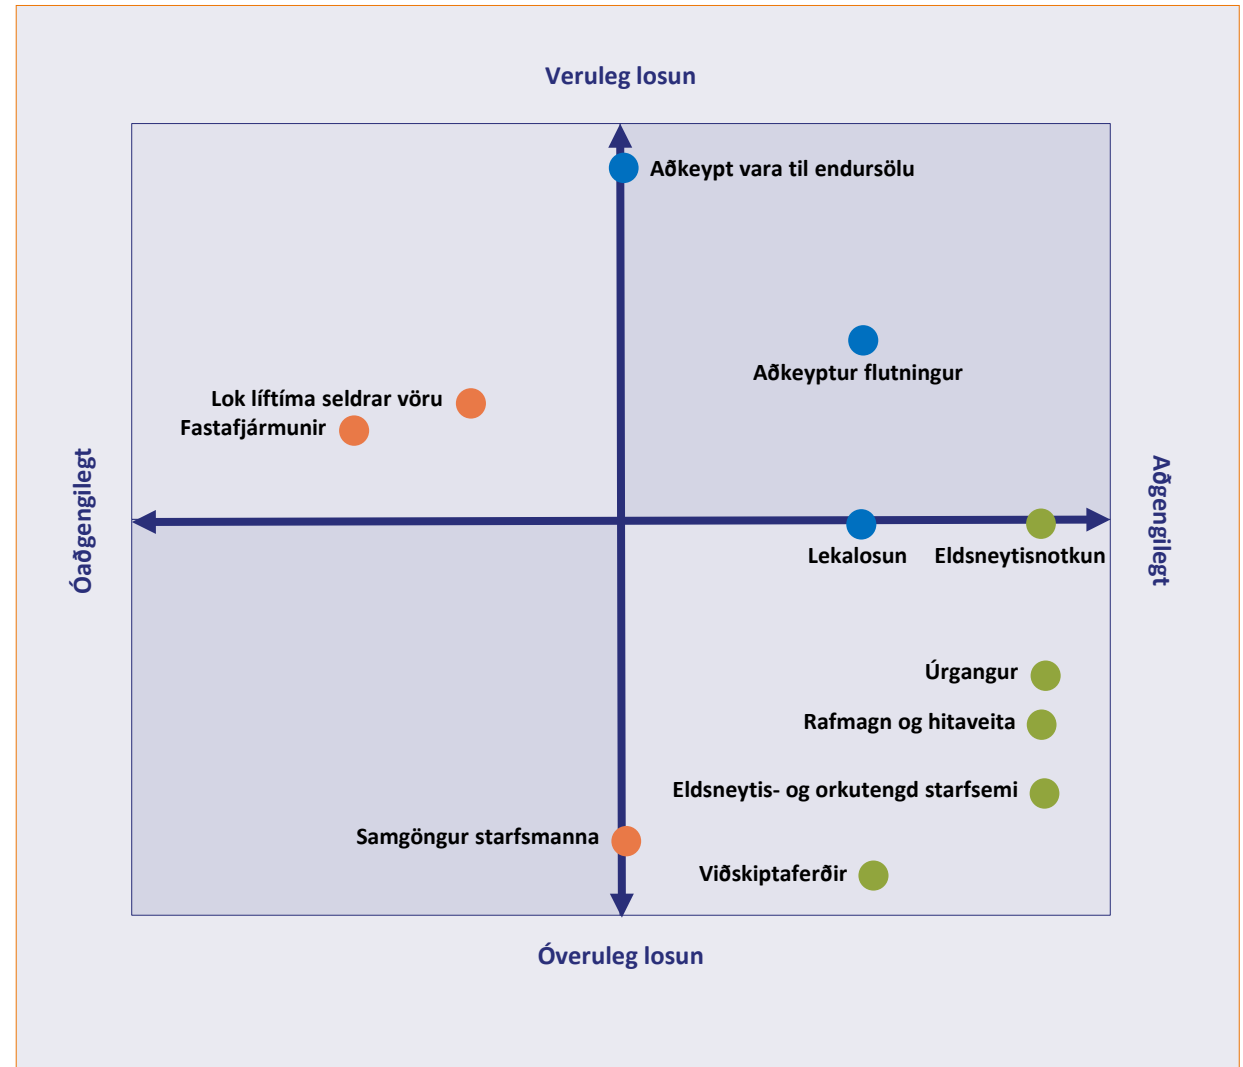 Veruleg losun
Aðkeypt vara til endursölu
Aðkeyptur flutningur
Lok líftíma seldrar vöru
Fastafjármunir
Óaðgengilegt
Aðgengilegt
Lekalosun
Eldsneytisnotkun
Úrgangur
Rafmagn og hitaveita
Eldsneytis- og orkutengd starfsemi
Samgöngur starfsmanna
Viðskiptaferðir
Óveruleg losun